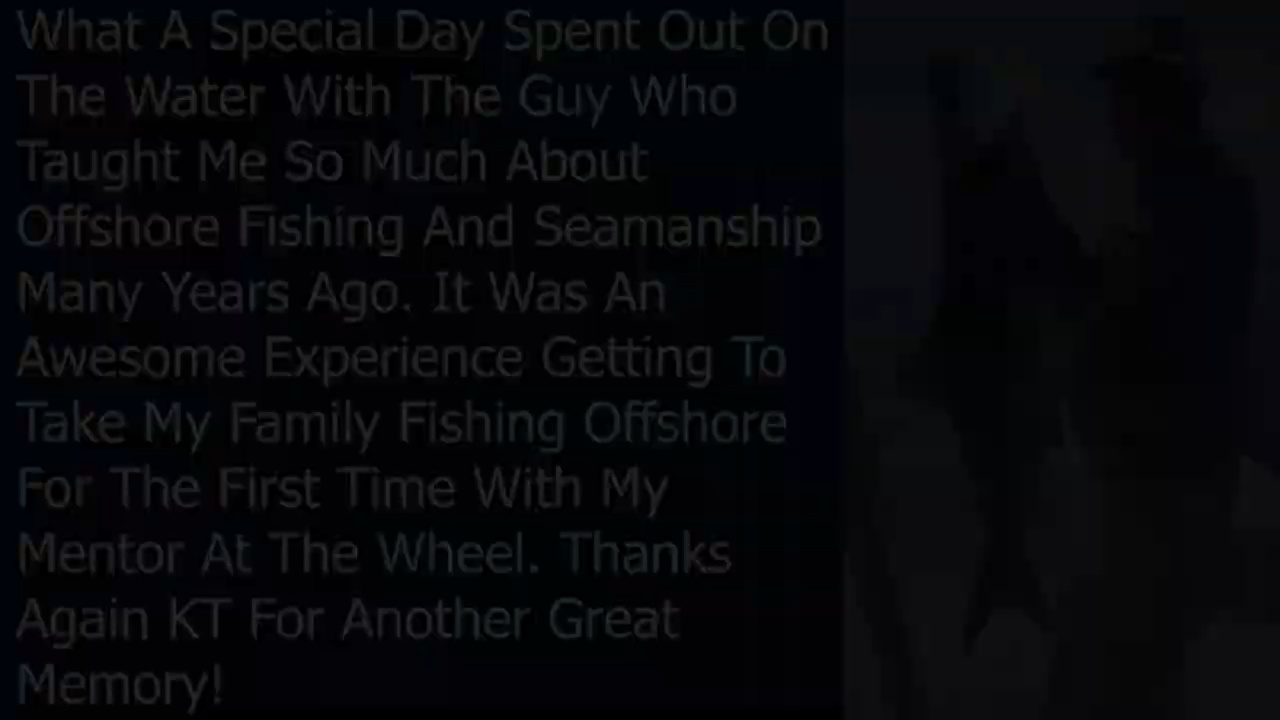 What A Special Day Spent Out On
The Water With The Guy Who
Taught Me So Much About
Offshore Fishing And Seamanship
Many Years Ago. It Was An
Awesome Experience Getting To
Take My Family Fishing Offshore
For The First Time With My
Mentor At The Wheel. Thanks
Again KT For Another Great
Memory!